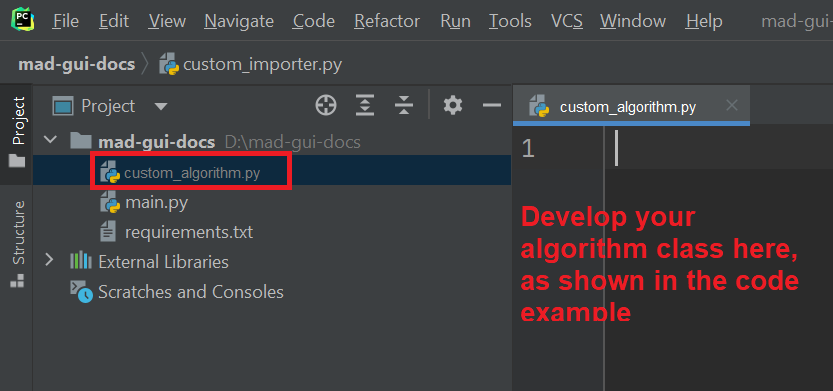 PC File Edit View Navigate Code Refactor Run Tools VCS Window Help mad-gui-
mad-gui-docs custom_importer.py
Project
Structure
Project
mad-gui-docs D:\mad-gui-docs
custom_algorithm.py
main.py
requirements.txt
External Libraries
Scratches and Consoles
custom_algorithm.py
1
Develop your
algorithm class here,
as shown in the code
example